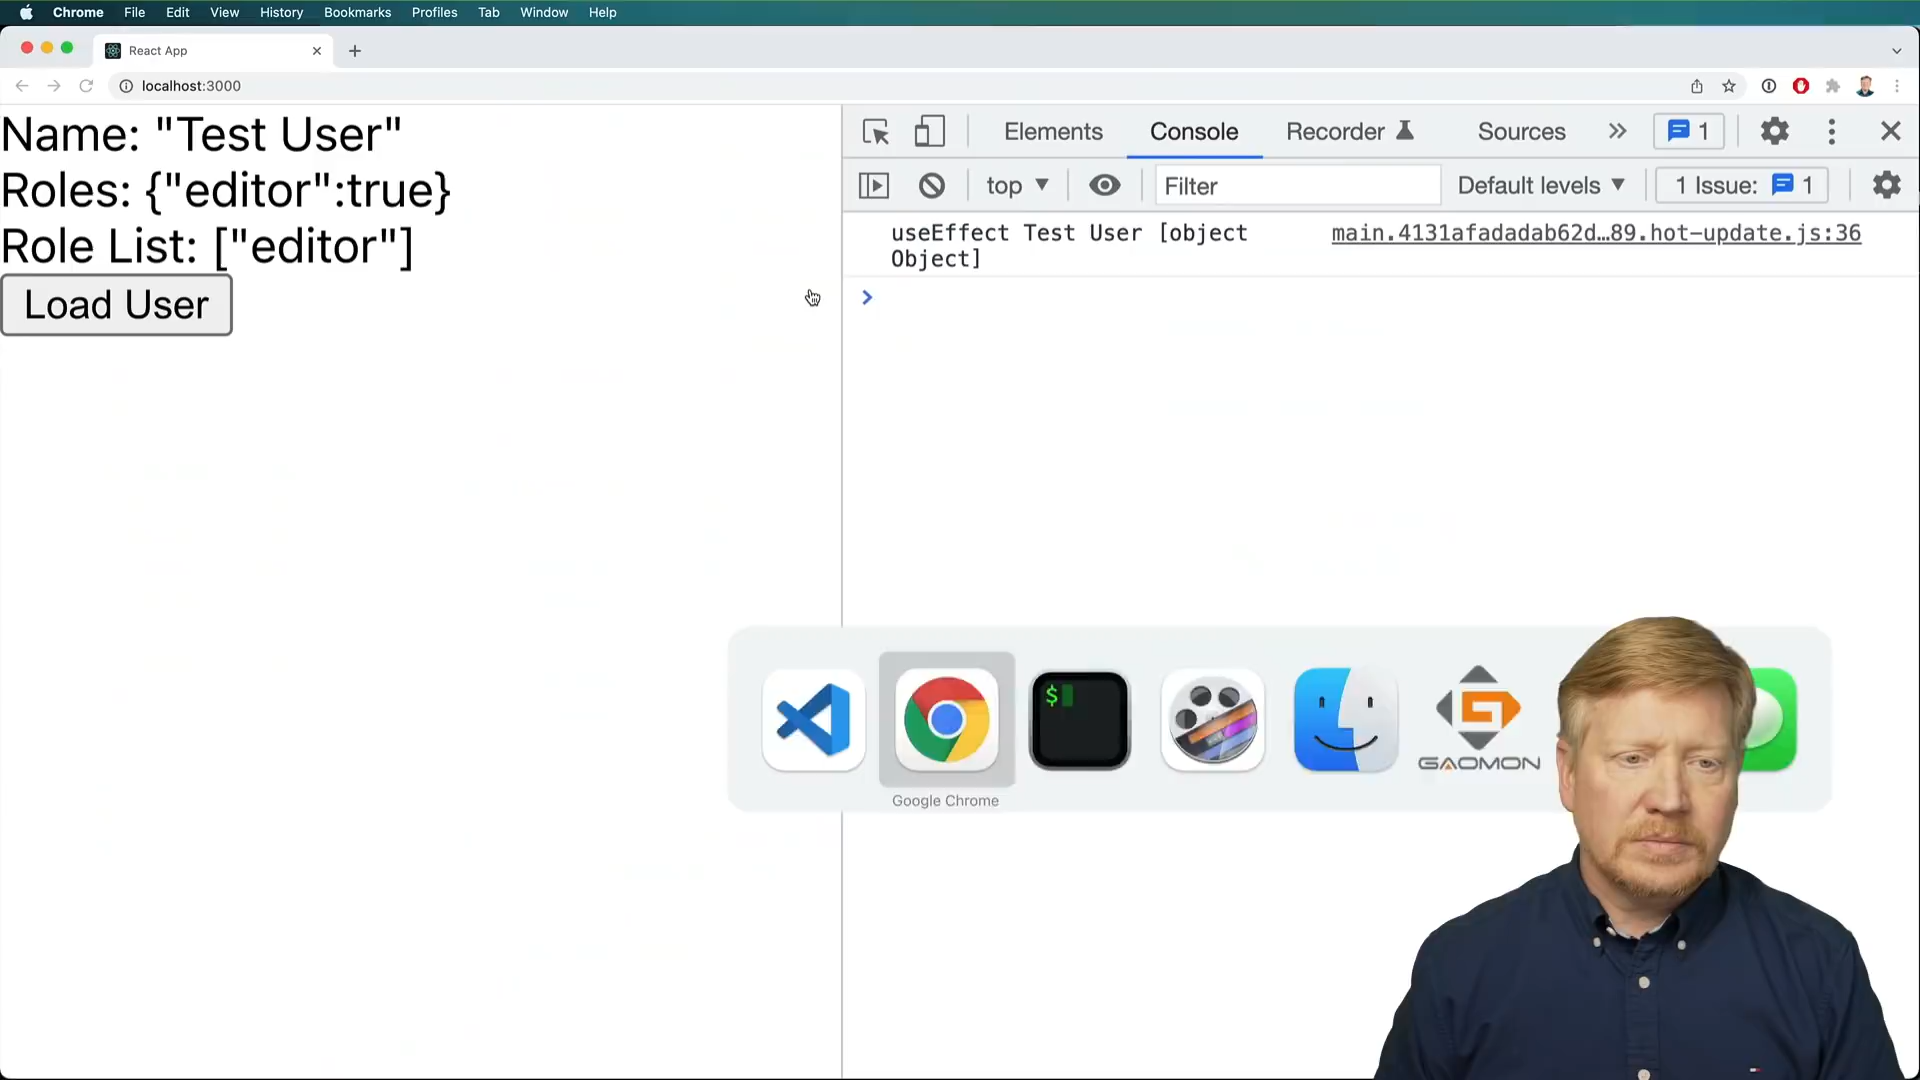 Chrome File Edit View History Bookmarks Profiles Tab Window Help
React App
localhost:3000
Name: "Test User"
Roles: {"editor":true}
Role List: ["editor"]
Load User
Elements Console Recorder Sources 1
top Filter Default levels 1 Issue: 1
useEffect Test User [object main.4131afadadab62d…89.hot-update.js:36
Object]
$
GAOMON
Google Chrome